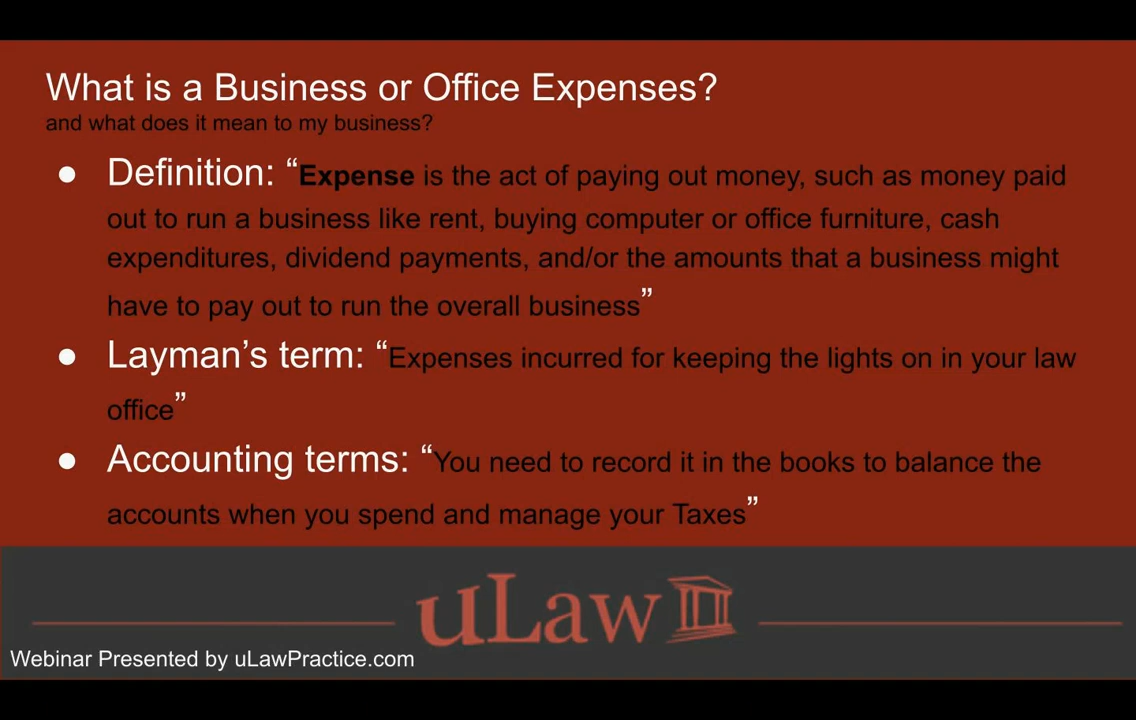 What is a Business or Office Expenses?
and what does it mean to my business?
● Definition: “Expense is the act of paying out money, such as money paid
out to run a business like rent, buying computer or office furniture, cash
expenditures, dividend payments, and/or the amounts that a business might
have to pay out to run the overall business”
● Layman’s term: “Expenses incurred for keeping the lights on in your law
office”
● Accounting terms: “You need to record it in the books to balance the
accounts when you spend and manage your Taxes”
uLaw
Webinar Presented by uLawPractice.com